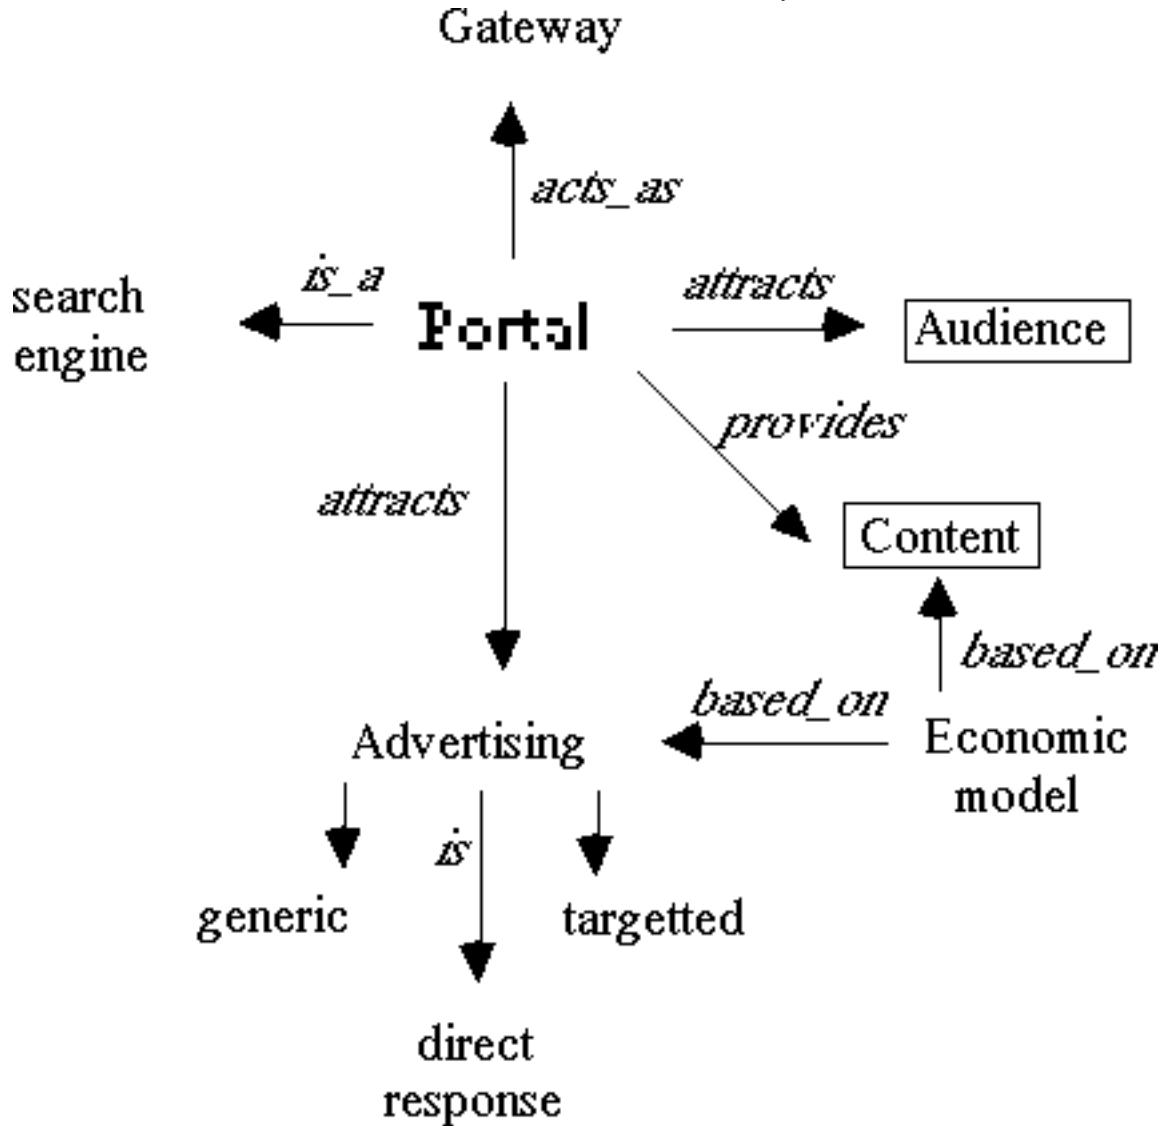 Gateway
acts_as
is_a
attracts
search
engine
Portal
Audience
provides
attracts
Content
based_on
based_on
Advertising
Economic
model
is
generic
targetted
direct
response